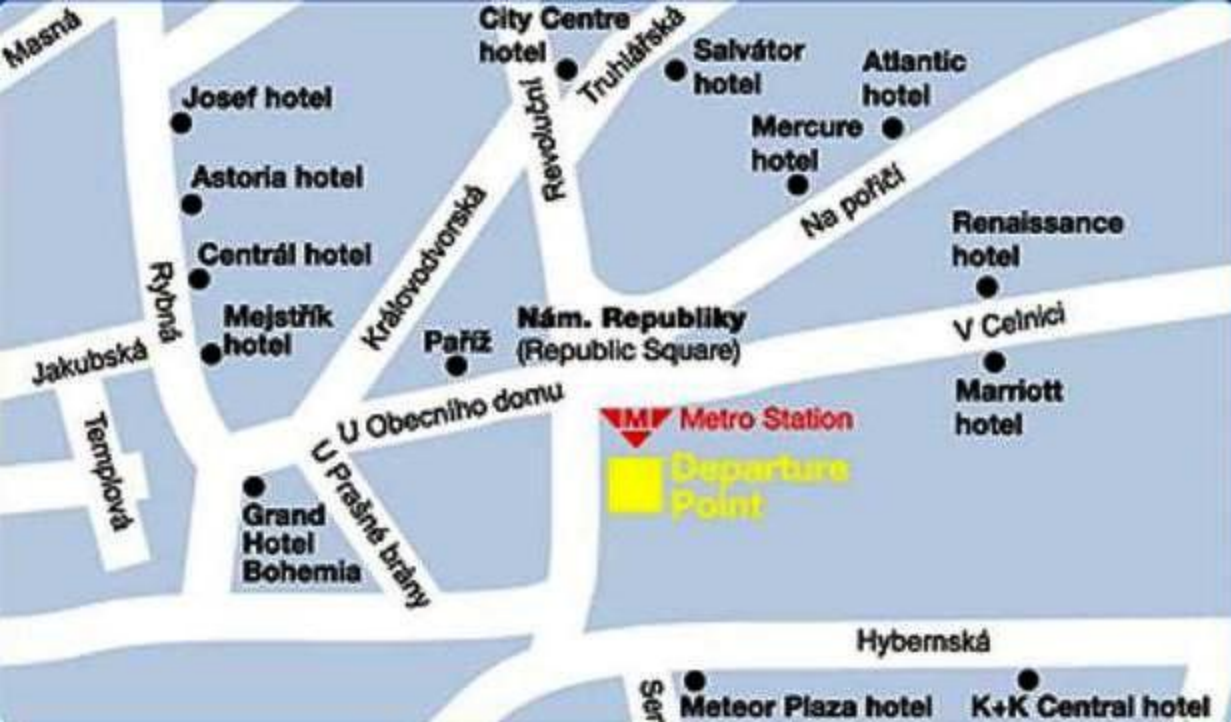 Masná
City Centre
hotel
Truhlářská
Salvátor
hotel
Atlantic
hotel
Josef hotel
Revoluční
Mercure
hotel
Astoria hotel
Na poříčí
Královodvorská
Renaissance
hotel
Centrál hotel
Rybná
Mejstřík
hotel
Paříž
Nám. Republiky
(Republic Square)
V Celnici
Jakubská
U Obecního domu
Marriott
hotel
M Metro Station
Departure
Point
Templová
U Prašné brány
Grand
Hotel
Bohemia
Hybernská
Meteor Plaza hotel
K+K Central hotel